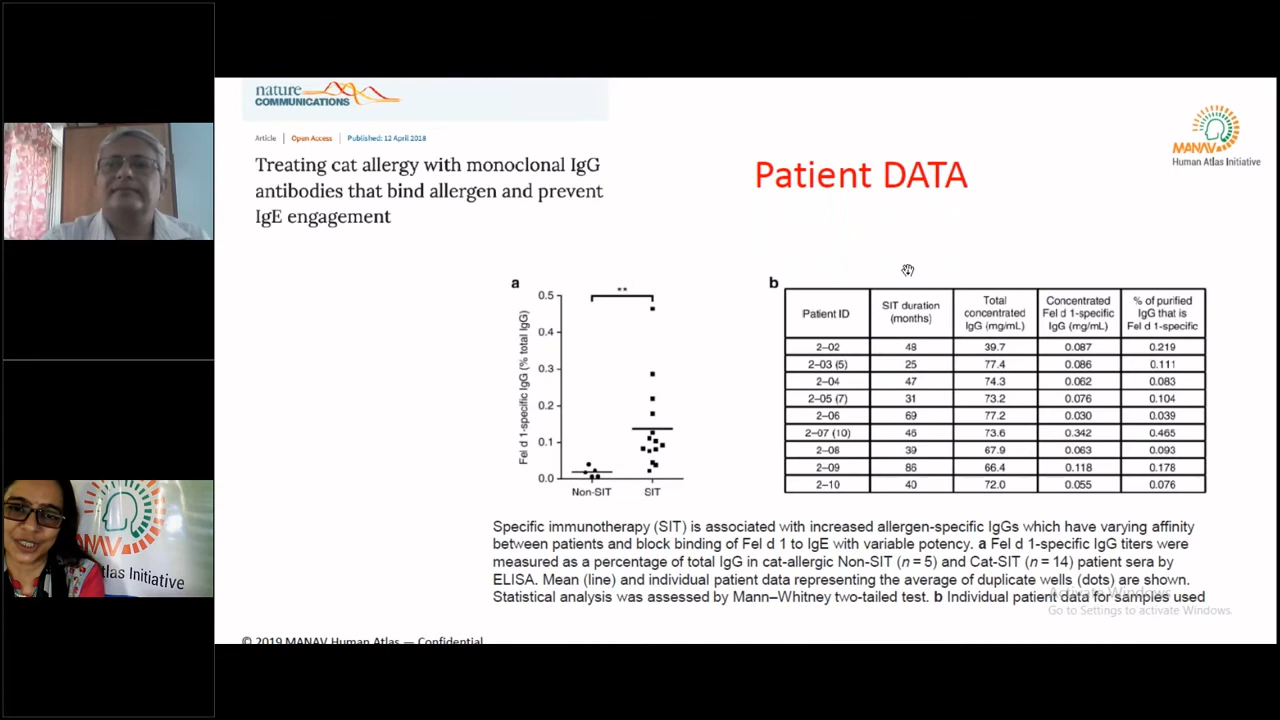 nature
COMMUNICATIONS
Article | Open Access | Published: 12 April 2018
Treating cat allergy with monoclonal IgG
antibodies that bind allergen and prevent
IgE engagement
Patient DATA
MANAV
Human Atlas Initiative
a
**
0.5
0.4
0.3
0.2
0.1
0.0
Fel d 1-specific IgG (% total IgG)
Non-SIT SIT
b
Patient ID SIT duration (months) Total concentrated IgG (mg/mL) Concentrated Fel d 1-specific IgG (mg/mL) % of purified IgG that is Fel d 1-specific
2–02 48 39.7 0.087 0.219
2–03 (5) 25 77.4 0.086 0.111
2–04 47 74.3 0.062 0.083
2–05 (7) 31 73.2 0.076 0.104
2–06 69 77.2 0.030 0.039
2–07 (10) 46 73.6 0.342 0.465
2–08 39 67.9 0.063 0.093
2–09 86 66.4 0.118 0.178
2–10 40 72.0 0.055 0.076
Specific immunotherapy (SIT) is associated with increased allergen-specific IgGs which have varying affinity
between patients and block binding of Fel d 1 to IgE with variable potency. a Fel d 1-specific IgG titers were
measured as a percentage of total IgG in cat-allergic Non-SIT (n = 5) and Cat-SIT (n = 14) patient sera by
ELISA. Mean (line) and individual patient data representing the average of duplicate wells (dots) are shown.
Statistical analysis was assessed by Mann–Whitney two-tailed test. b Individual patient data for samples used
Activate Windows
Go to Settings to activate Windows.
© 2019 MANAV Human Atlas — Confidential
NAV
tlas Initiative